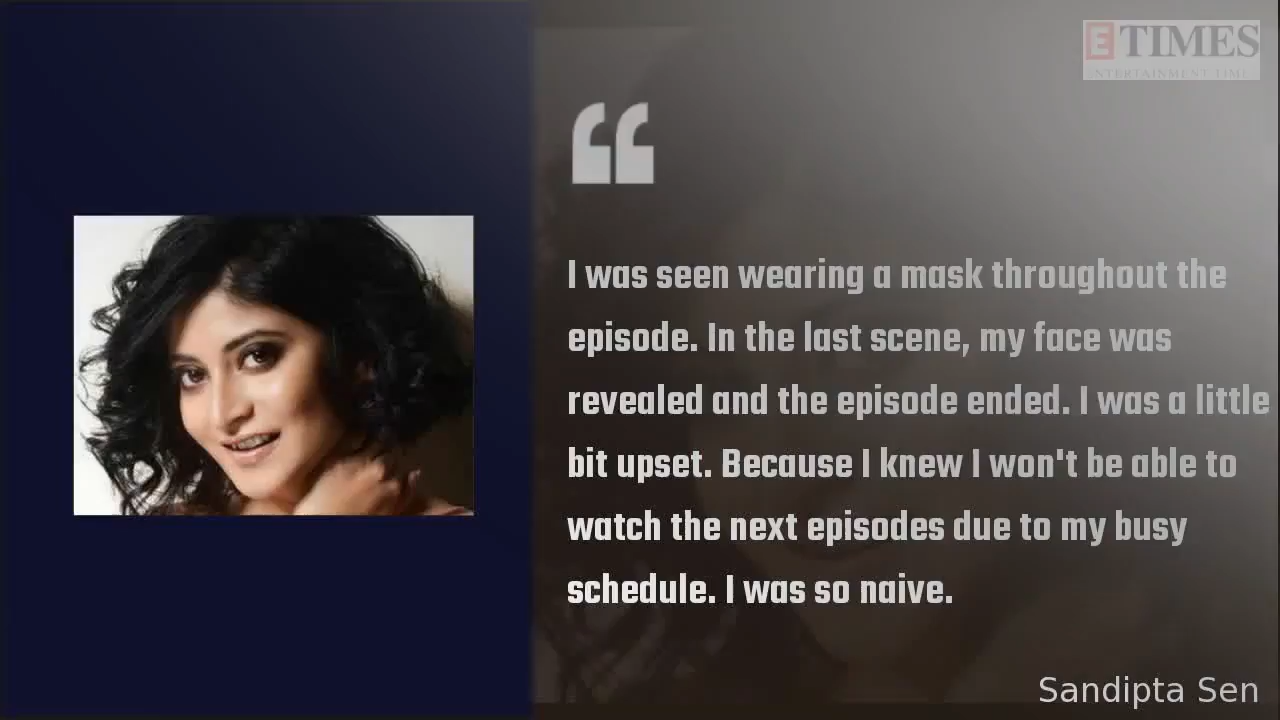 E TIMES
ENTERTAINMENT TIME
“
I was seen wearing a mask throughout the
episode. In the last scene, my face was
revealed and the episode ended. I was a little
bit upset. Because I knew I won't be able to
watch the next episodes due to my busy
schedule. I was so naive.
Sandipta Sen